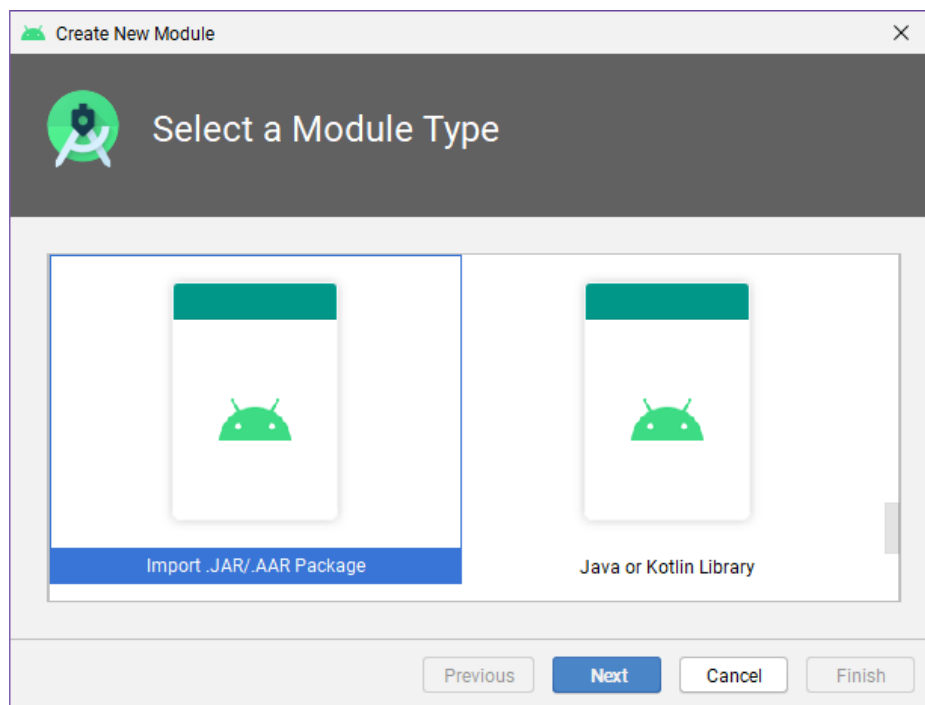 Create New Module
Select a Module Type
Import .JAR/.AAR Package
Java or Kotlin Library
Previous
Next
Cancel
Finish